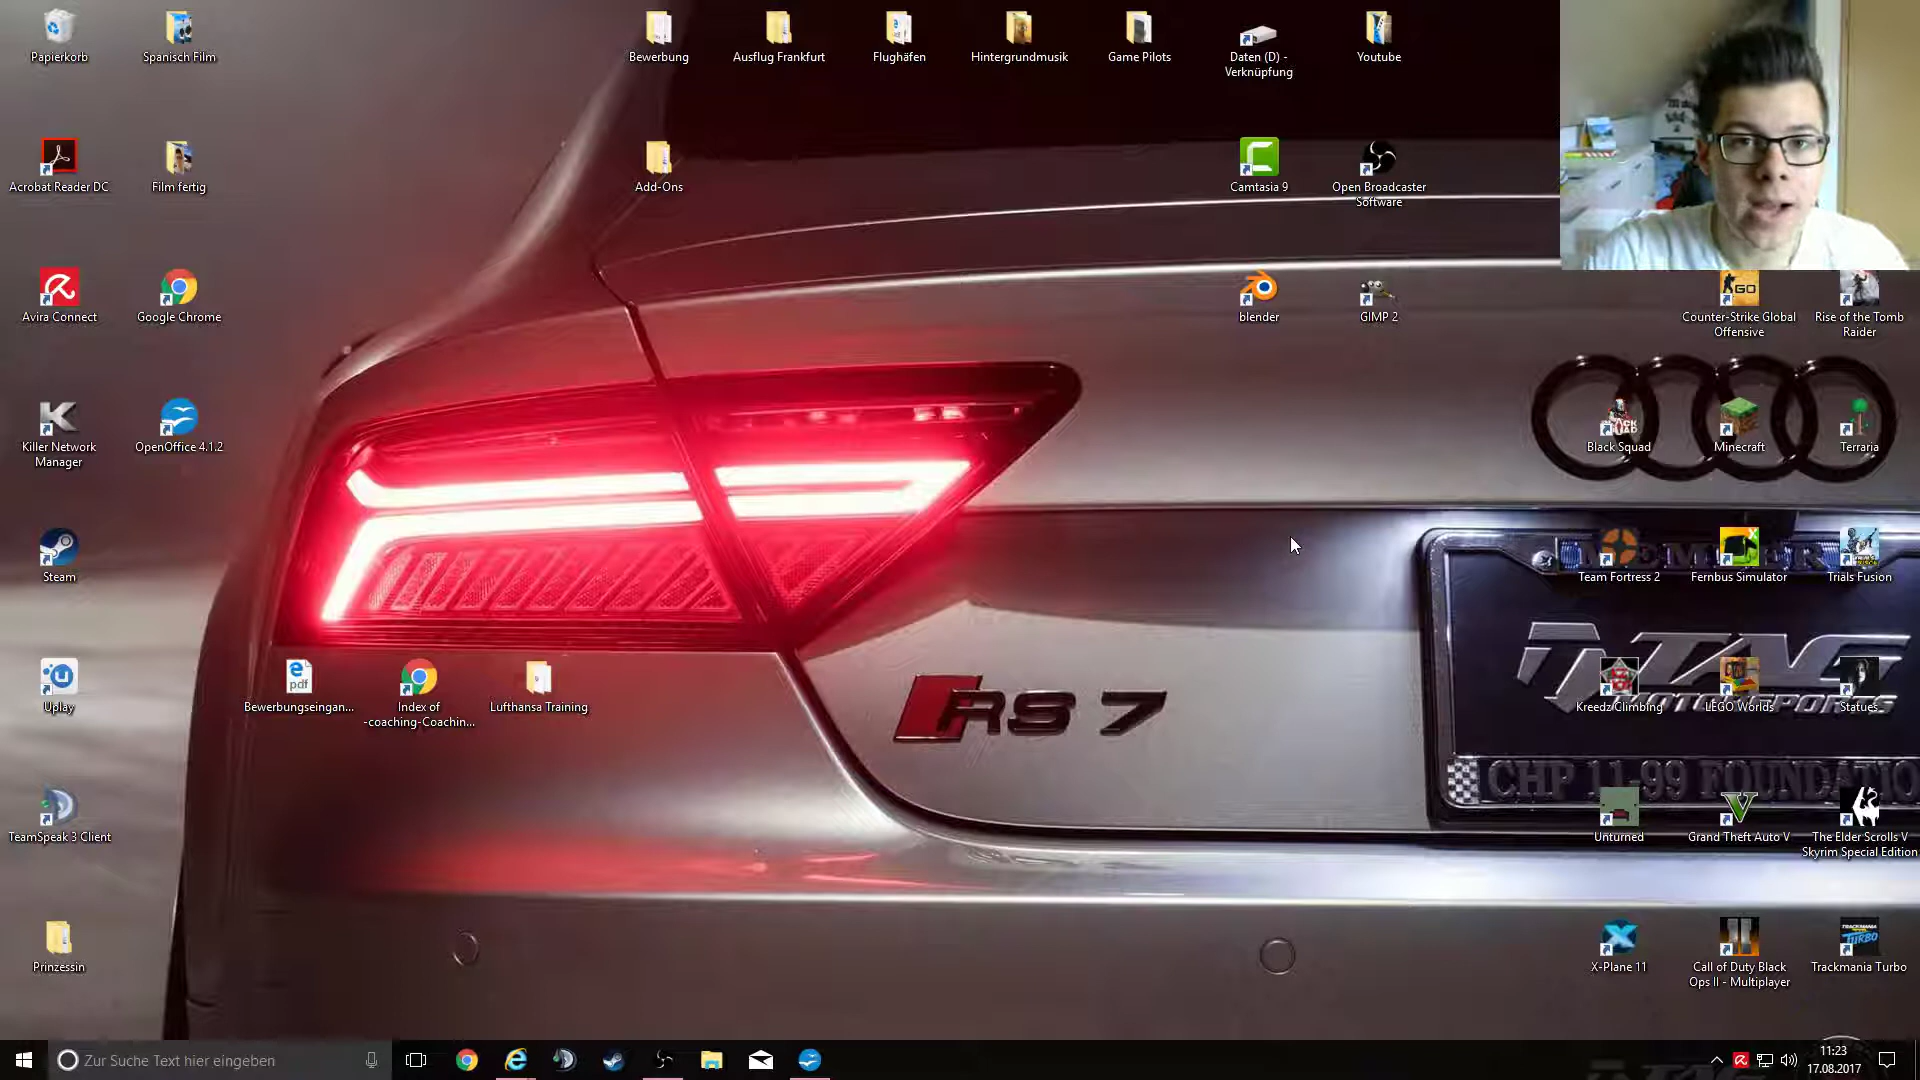 Papierkorb
Spanisch Film
Bewerbung
Ausflug Frankfurt
Flughäfen
Hintergrundmusik
Game Pilots
Daten (D) -
Verknüpfung
Youtube
Acrobat Reader DC
Film fertig
Add-Ons
Camtasia 9
Open Broadcaster
Software
Avira Connect
Google Chrome
blender
GIMP 2
Counter-Strike Global
Offensive
Rise of the Tomb
Raider
Killer Network
Manager
OpenOffice 4.1.2
Black Squad
Minecraft
Terraria
Steam
Team Fortress 2
Fernbus Simulator
Trials Fusion
Uplay
Bewerbungseingan...
Index of
-coaching-Coachin...
Lufthansa Training
RS 7
Kreedz Climbing
LEGO Worlds
Statues
TAG
MOTORSPORTS
CHP 11-99 FOUNDATIO
TeamSpeak 3 Client
Unturned
Grand Theft Auto V
The Elder Scrolls V
Skyrim Special Edition
Prinzessin
X-Plane 11
Call of Duty Black
Ops II - Multiplayer
Trackmania Turbo
Zur Suche Text hier eingeben
11:23
17.08.2017